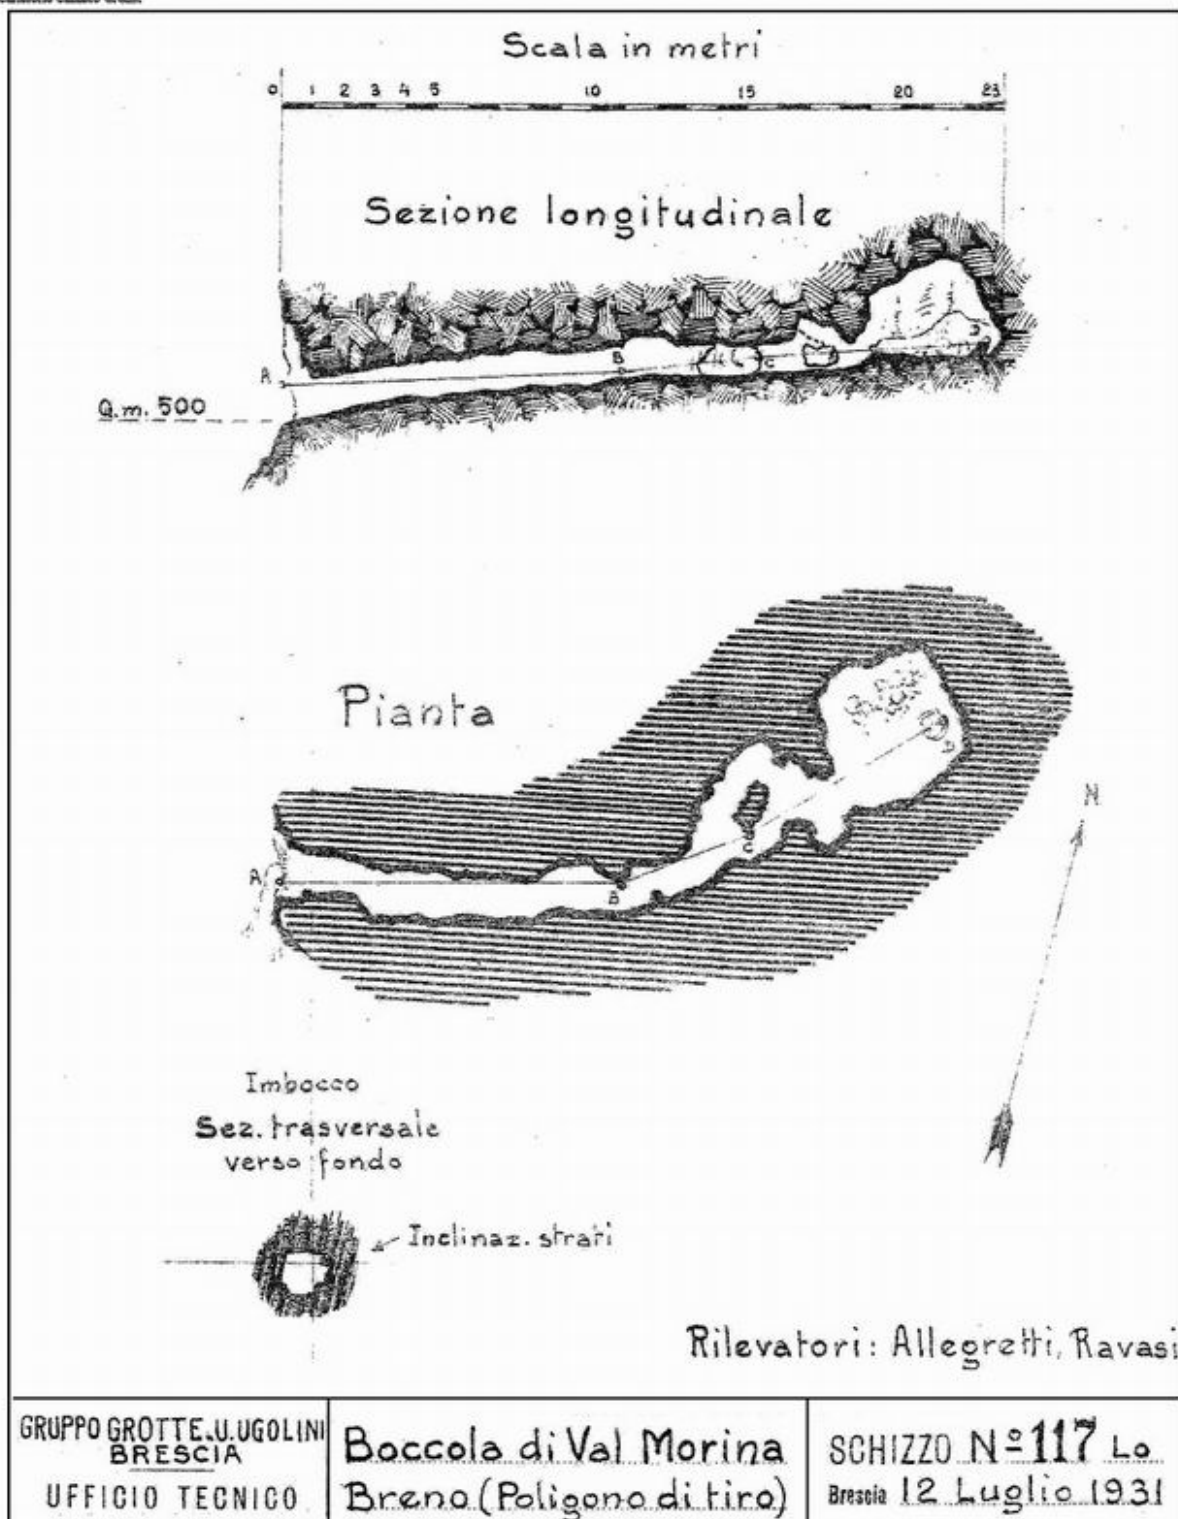 Scala in metri
0 1 2 3 4 5 10 15 20 23
Sezione longitudinale
A B C D
Q.m. 500
Pianta
N
A B C D
Imbocco
Sez. trasversale
verso fondo
Inclinaz. strati
Rilevatori: Allegretti, Ravasi
GRUPPO GROTTE.U.UGOLINI
BRESCIA
UFFICIO TECNICO
Boccola di Val Morina
Breno (Poligono di tiro)
SCHIZZO Nº 117 Lo
Brescia 12 Luglio 1931